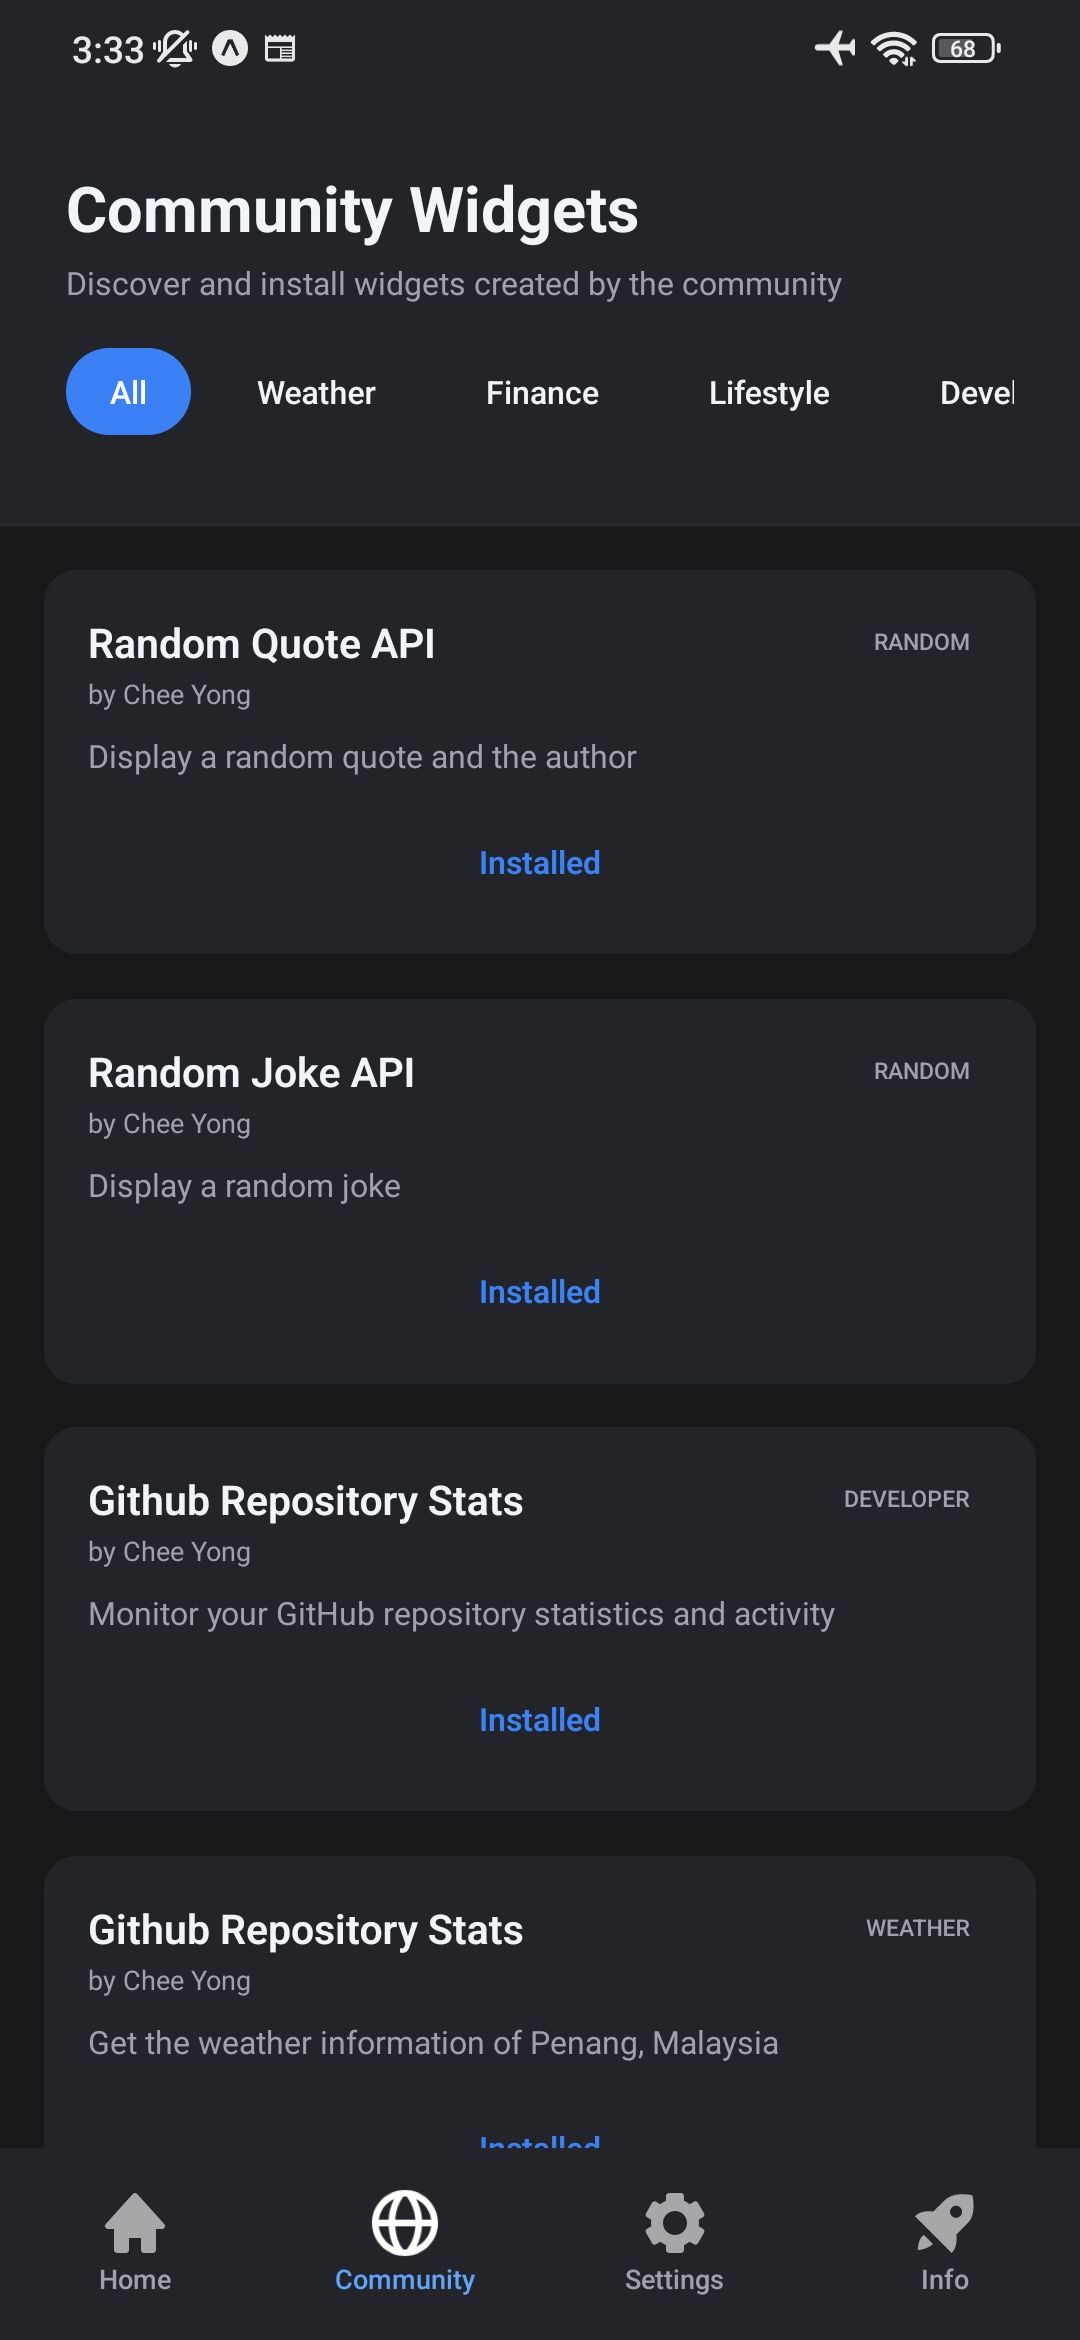 3:33
68
Community Widgets
Discover and install widgets created by the community
All Weather Finance Lifestyle Devel
Random Quote API RANDOM
by Chee Yong
Display a random quote and the author
Installed
Random Joke API RANDOM
by Chee Yong
Display a random joke
Installed
Github Repository Stats DEVELOPER
by Chee Yong
Monitor your GitHub repository statistics and activity
Installed
Github Repository Stats WEATHER
by Chee Yong
Get the weather information of Penang, Malaysia
Installed
Home Community Settings Info